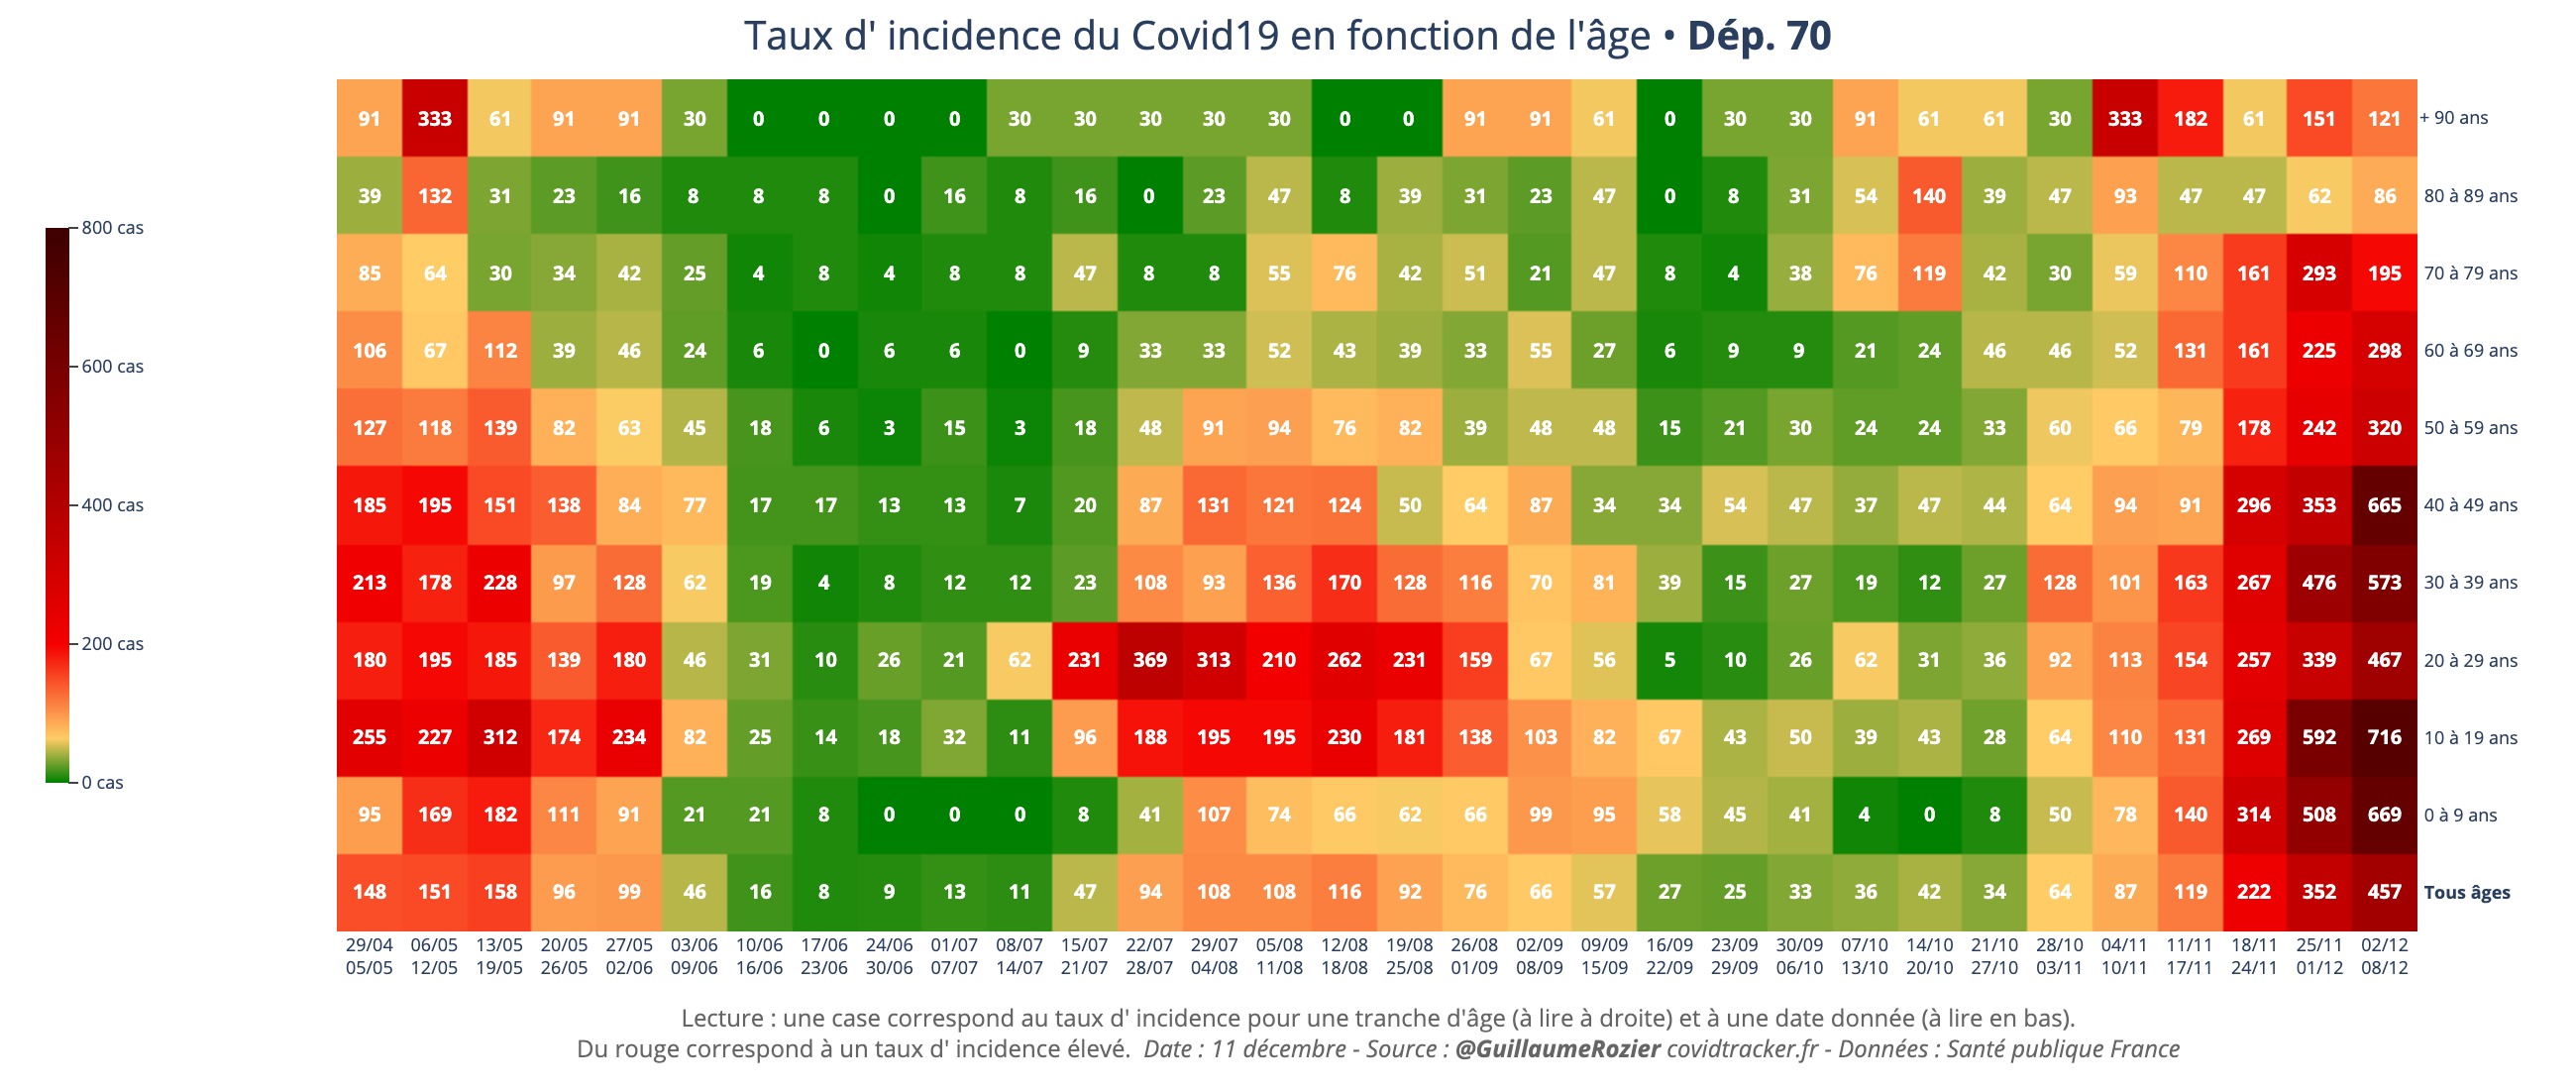 Taux d' incidence du Covid19 en fonction de l'âge • Dép. 70
91 333 61 91 91 30 0 0 0 0 30 30 30 30 30 0 0 91 91 61 0 30 30 91 61 61 30 333 182 61 151 121 + 90 ans
39 132 31 23 16 8 8 8 0 16 8 16 0 23 47 8 39 31 23 47 0 8 31 54 140 39 47 93 47 47 62 86 80 à 89 ans
85 64 30 34 42 25 4 8 4 8 8 47 8 8 55 76 42 51 21 47 8 4 38 76 119 42 30 59 110 161 293 195 70 à 79 ans
106 67 112 39 46 24 6 0 6 6 0 9 33 33 52 43 39 33 55 27 6 9 9 21 24 46 46 52 131 161 225 298 60 à 69 ans
127 118 139 82 63 45 18 6 3 15 3 18 48 91 94 76 82 39 48 48 15 21 30 24 24 33 60 66 79 178 242 320 50 à 59 ans
185 195 151 138 84 77 17 17 13 13 7 20 87 131 121 124 50 64 87 34 34 54 47 37 47 44 64 94 91 296 353 665 40 à 49 ans
213 178 228 97 128 62 19 4 8 12 12 23 108 93 136 170 128 116 70 81 39 15 27 19 12 27 128 101 163 267 476 573 30 à 39 ans
180 195 185 139 180 46 31 10 26 21 62 231 369 313 210 262 231 159 67 56 5 10 26 62 31 36 92 113 154 257 339 467 20 à 29 ans
255 227 312 174 234 82 25 14 18 32 11 96 188 195 195 230 181 138 103 82 67 43 50 39 43 28 64 110 131 269 592 716 10 à 19 ans
95 169 182 111 91 21 21 8 0 0 0 8 41 107 74 66 62 66 99 95 58 45 41 4 0 8 50 78 140 314 508 669 0 à 9 ans
148 151 158 96 99 46 16 8 9 13 11 47 94 108 108 116 92 76 66 57 27 25 33 36 42 34 64 87 119 222 352 457 Tous âges
29/04 06/05 13/05 20/05 27/05 03/06 10/06 17/06 24/06 01/07 08/07 15/07 22/07 29/07 05/08 12/08 19/08 26/08 02/09 09/09 16/09 23/09 30/09 07/10 14/10 21/10 28/10 04/11 11/11 18/11 25/11 02/12
05/05 12/05 19/05 26/05 02/06 09/06 16/06 23/06 30/06 07/07 14/07 21/07 28/07 04/08 11/08 18/08 25/08 01/09 08/09 15/09 22/09 29/09 06/10 13/10 20/10 27/10 03/11 10/11 17/11 24/11 01/12 08/12
800 cas
600 cas
400 cas
200 cas
0 cas
Lecture : une case correspond au taux d' incidence pour une tranche d'âge (à lire à droite) et à une date donnée (à lire en bas).
Du rouge correspond à un taux d' incidence élevé. Date : 11 décembre - Source : @GuillaumeRozier covidtracker.fr - Données : Santé publique France